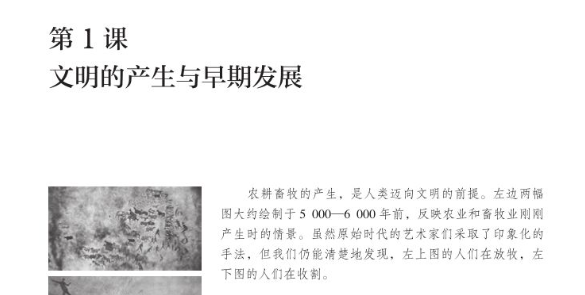 第 1 课
文明的产生与早期发展
农耕畜牧的产生，是人类迈向文明的前提。左边两幅
图大约绘制于 5 000—6 000 年前，反映农业和畜牧业刚刚
产生时的情景。虽然原始时代的艺术家们采取了印象化的
手法，但我们仍能清楚地发现，左上图的人们在放牧，左
下图的人们在收割。